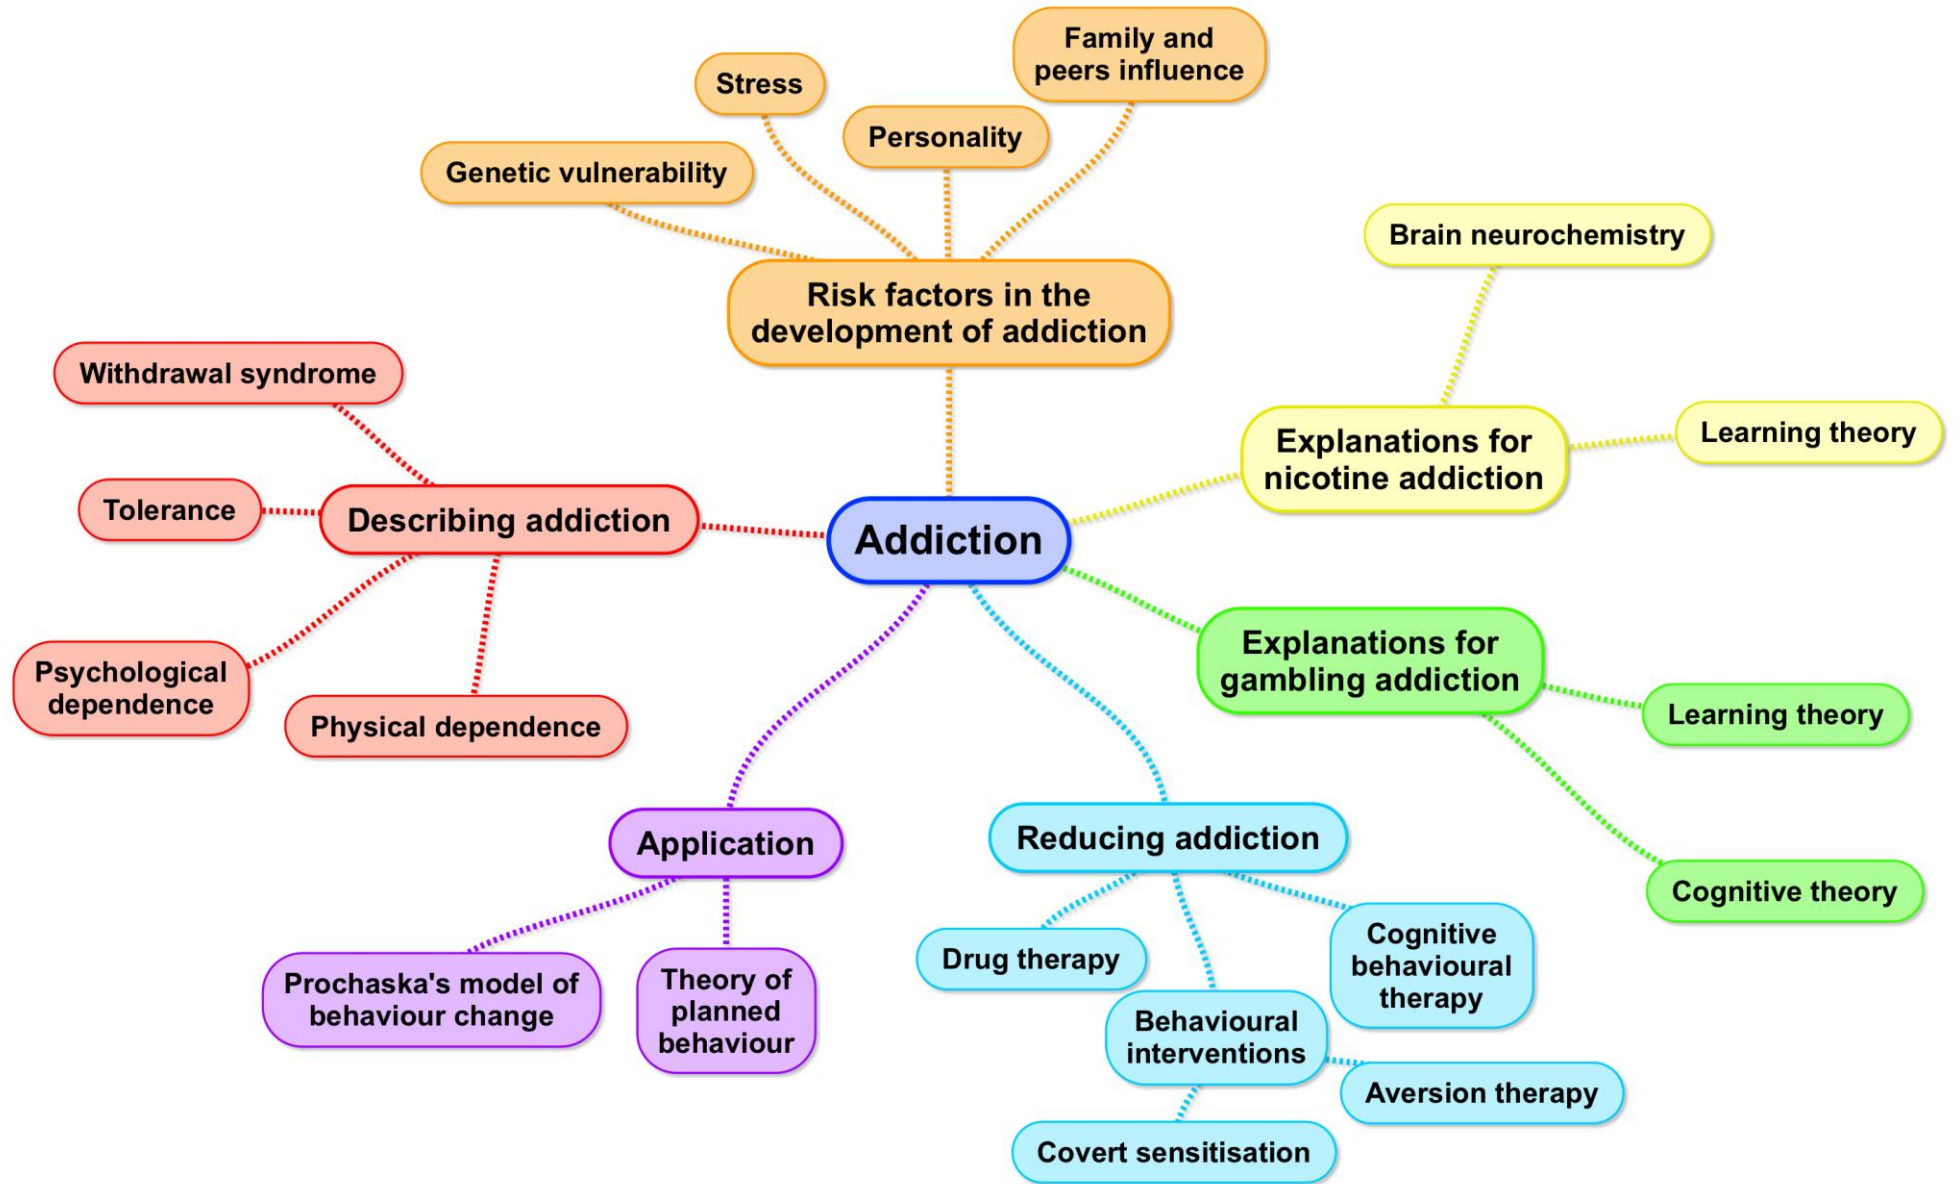 Family and
peers influence
Stress
Personality
Genetic vulnerability
Risk factors in the
development of addiction
Brain neurochemistry
Learning theory
Explanations for
nicotine addiction
Withdrawal syndrome
Tolerance
Describing addiction
Psychological
dependence
Physical dependence
Addiction
Explanations for
gambling addiction
Learning theory
Cognitive theory
Application
Prochaska's model of
behaviour change
Theory of
planned
behaviour
Reducing addiction
Drug therapy
Cognitive
behavioural
therapy
Behavioural
interventions
Aversion therapy
Covert sensitisation